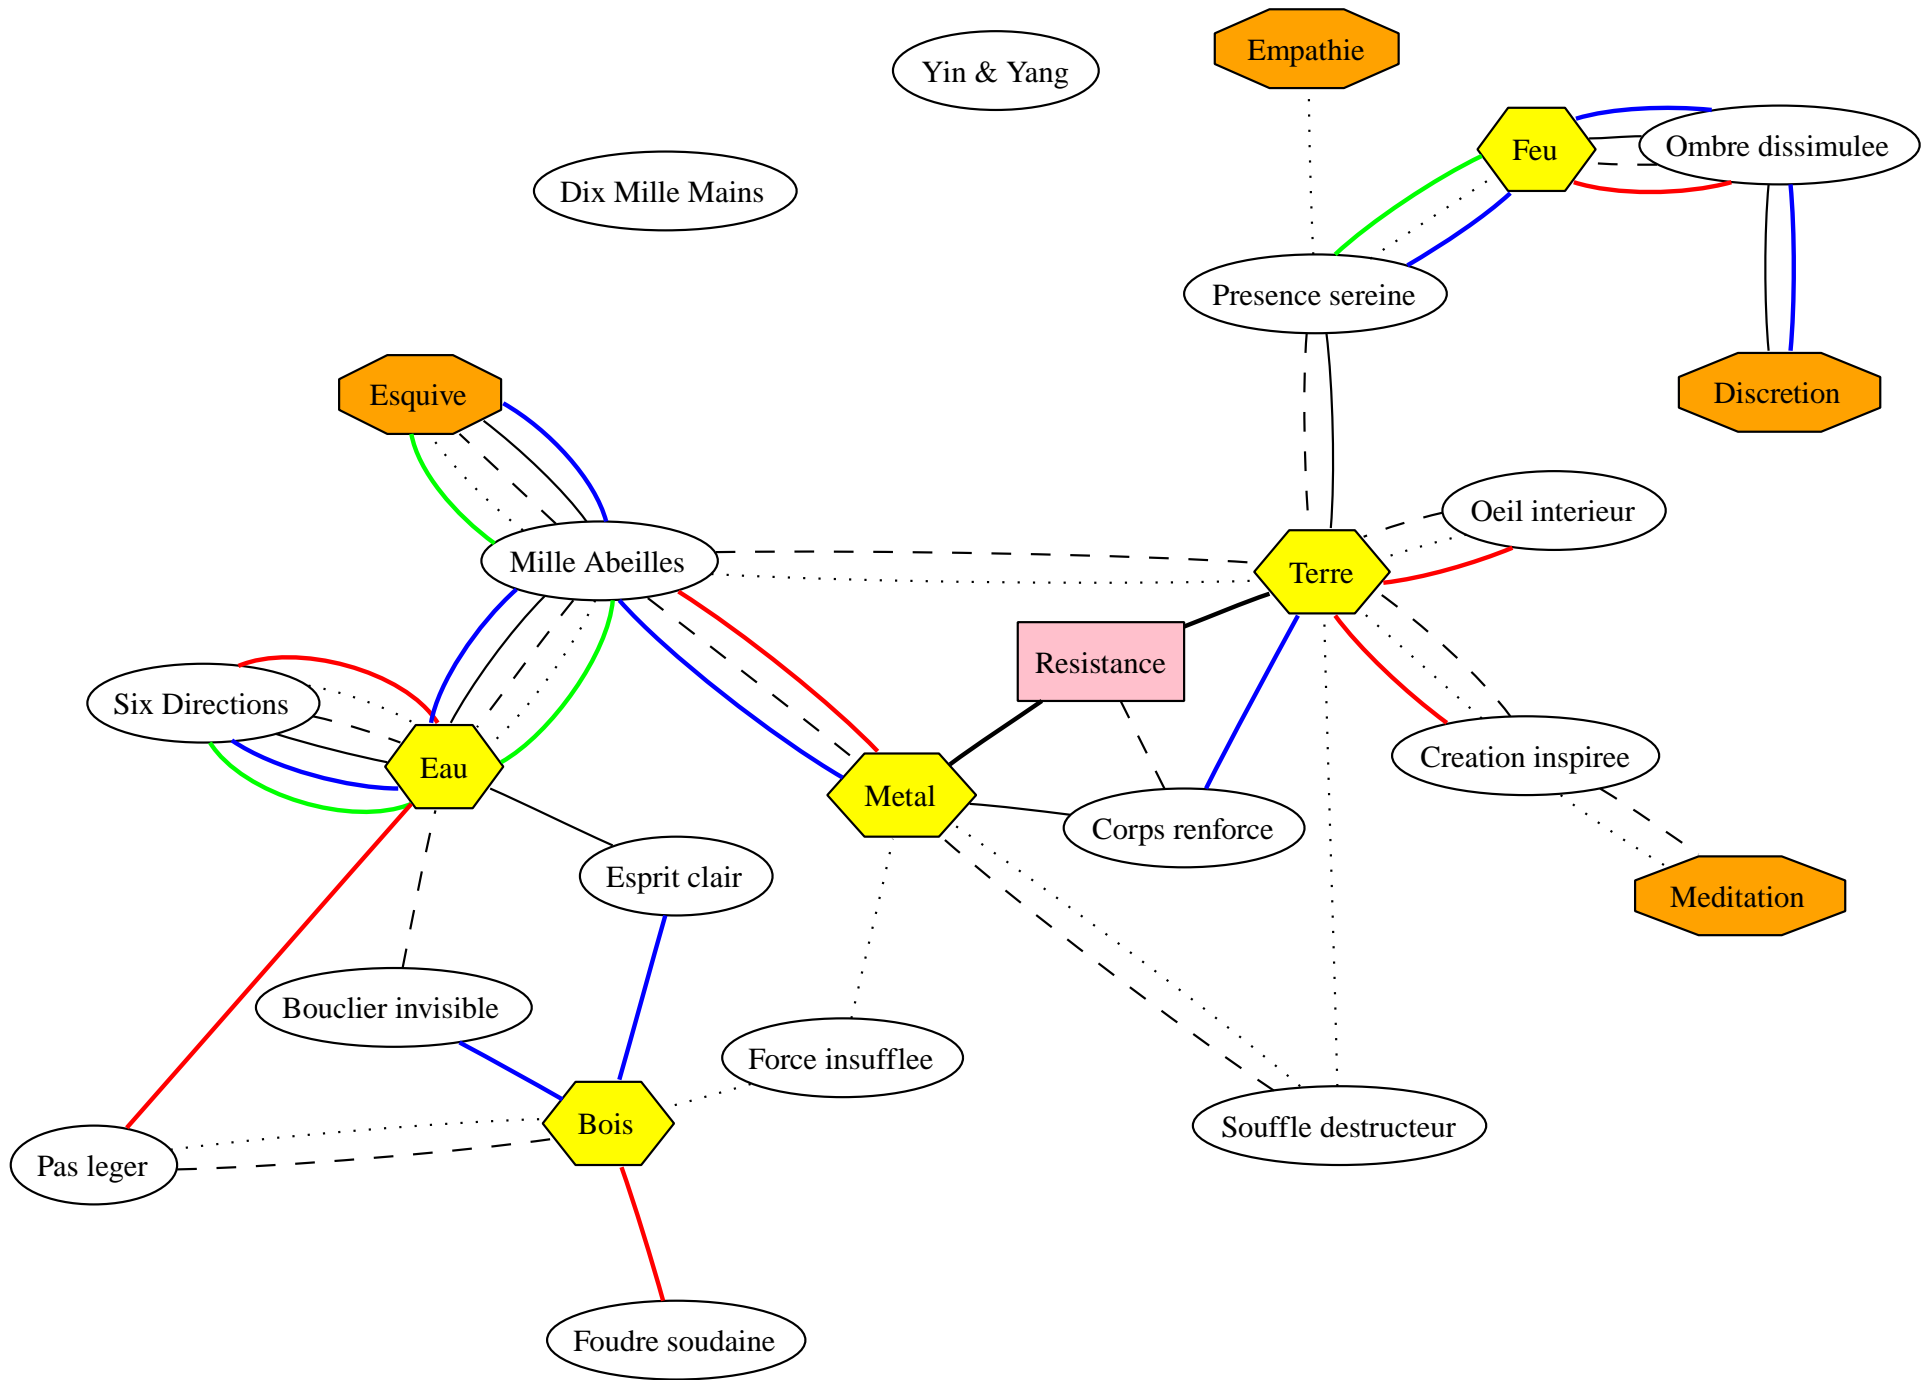 Empathie
Yin & Yang
Feu
Ombre dissimulee
Dix Mille Mains
Presence sereine
Esquive
Discretion
Oeil interieur
Mille Abeilles
Terre
Resistance
Six Directions
Creation inspiree
Eau
Metal
Corps renforce
Esprit clair
Meditation
Bouclier invisible
Force insufflee
Bois
Souffle destructeur
Pas leger
Foudre soudaine